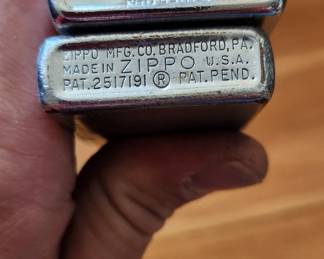 ZIPPO MFG.CO. BRADFORD, PA.
MADE IN ZIPPO U.S.A.
PAT. 2517191 ® PAT. PEND.